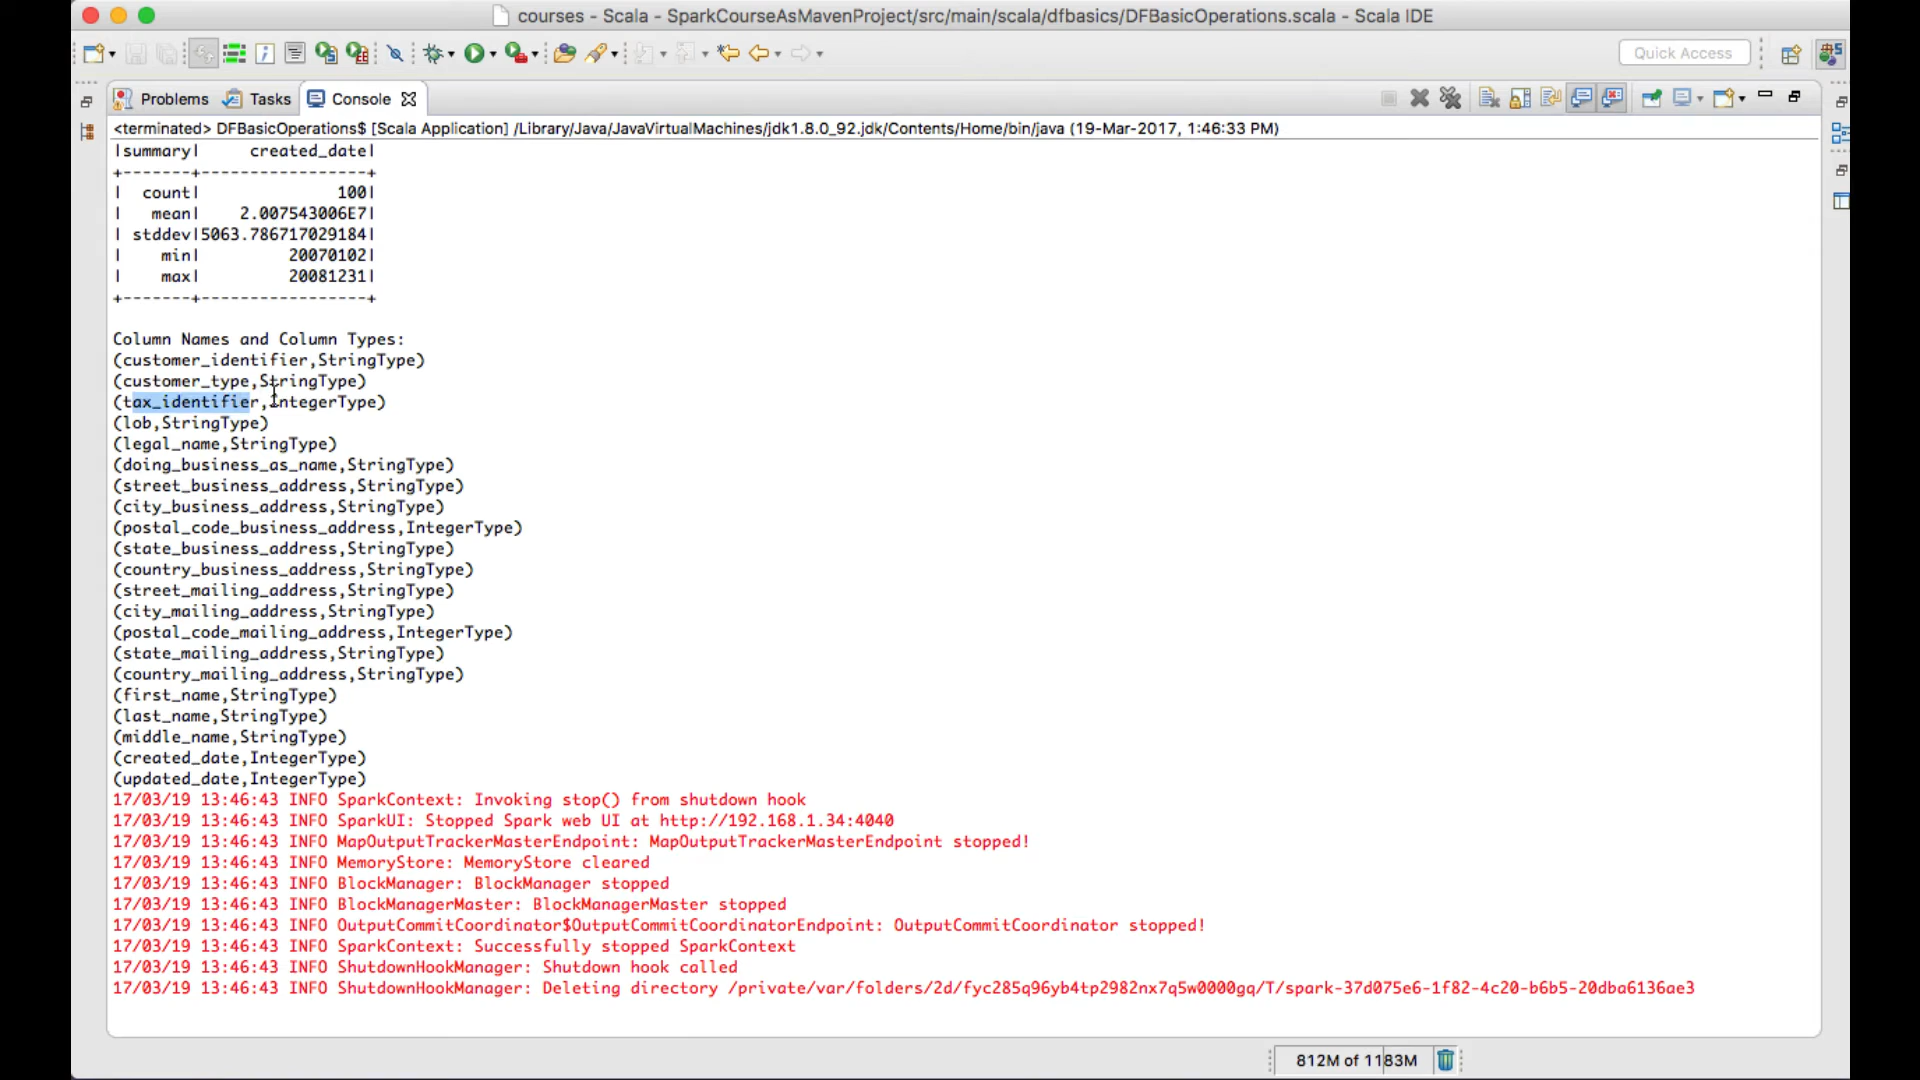 courses - Scala - SparkCourseAsMavenProject/src/main/scala/dfbasics/DFBasicOperations.scala - Scala IDE
Quick Access
Problems Tasks Console
<terminated> DFBasicOperations$ [Scala Application] /Library/Java/JavaVirtualMachines/jdk1.8.0_92.jdk/Contents/Home/bin/java (19-Mar-2017, 1:46:33 PM)
|summary|     created_date|
+-------+-----------------+
|  count|              100|
|   mean|    2.007543006E7|
| stddev|5063.786717029184|
|    min|         20070102|
|    max|         20081231|
+-------+-----------------+
Column Names and Column Types:
(customer_identifier,StringType)
(customer_type,StringType)
(tax_identifier,IntegerType)
(lob,StringType)
(legal_name,StringType)
(doing_business_as_name,StringType)
(street_business_address,StringType)
(city_business_address,StringType)
(postal_code_business_address,IntegerType)
(state_business_address,StringType)
(country_business_address,StringType)
(street_mailing_address,StringType)
(city_mailing_address,StringType)
(postal_code_mailing_address,IntegerType)
(state_mailing_address,StringType)
(country_mailing_address,StringType)
(first_name,StringType)
(last_name,StringType)
(middle_name,StringType)
(created_date,IntegerType)
(updated_date,IntegerType)
17/03/19 13:46:43 INFO SparkContext: Invoking stop() from shutdown hook
17/03/19 13:46:43 INFO SparkUI: Stopped Spark web UI at http://192.168.1.34:4040
17/03/19 13:46:43 INFO MapOutputTrackerMasterEndpoint: MapOutputTrackerMasterEndpoint stopped!
17/03/19 13:46:43 INFO MemoryStore: MemoryStore cleared
17/03/19 13:46:43 INFO BlockManager: BlockManager stopped
17/03/19 13:46:43 INFO BlockManagerMaster: BlockManagerMaster stopped
17/03/19 13:46:43 INFO OutputCommitCoordinator$OutputCommitCoordinatorEndpoint: OutputCommitCoordinator stopped!
17/03/19 13:46:43 INFO SparkContext: Successfully stopped SparkContext
17/03/19 13:46:43 INFO ShutdownHookManager: Shutdown hook called
17/03/19 13:46:43 INFO ShutdownHookManager: Deleting directory /private/var/folders/2d/fyc285q96yb4tp2982nx7q5w0000gq/T/spark-37d075e6-1f82-4c20-b6b5-20dba6136ae3
812M of 1183M